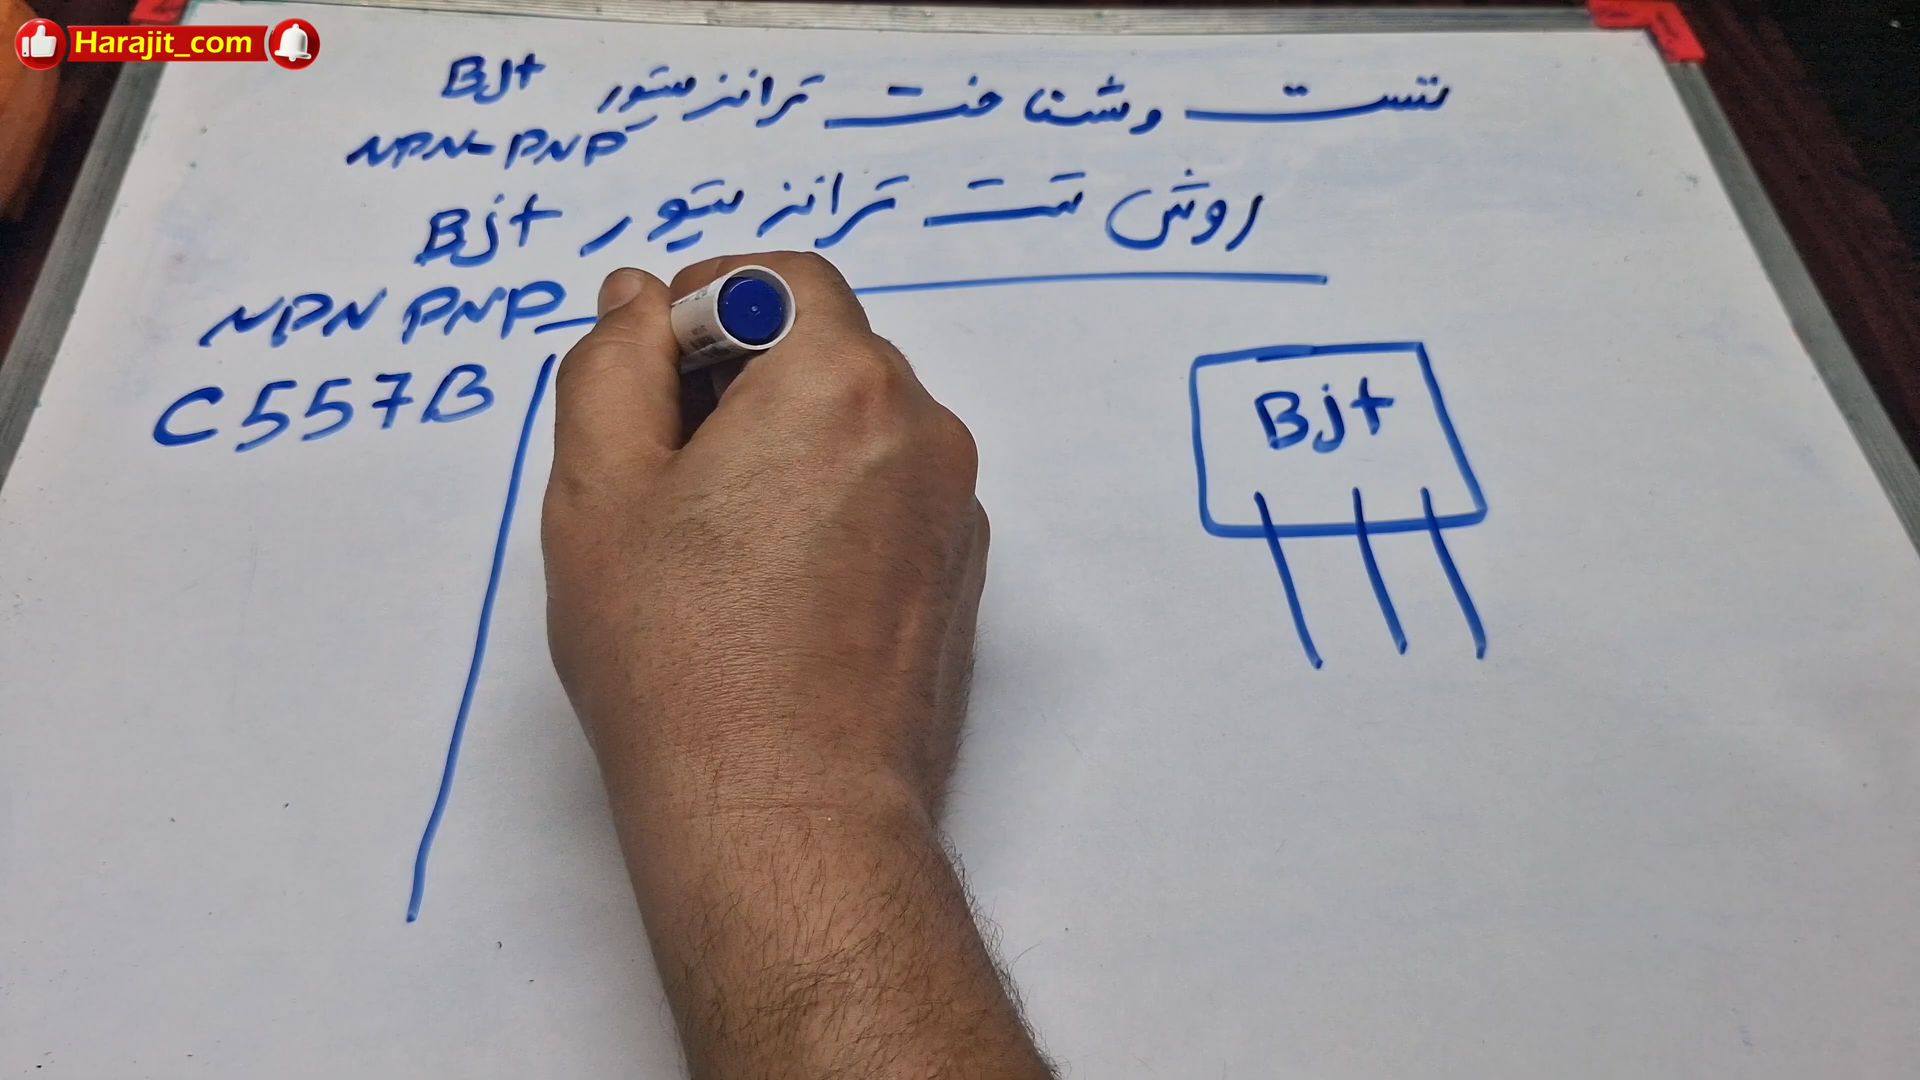 Harajit_com
تست وشناخت ترانزیستور Bjt
NPN-PNP
روش تست ترانزیستور Bjt
NPN PNP
C557B
Bjt